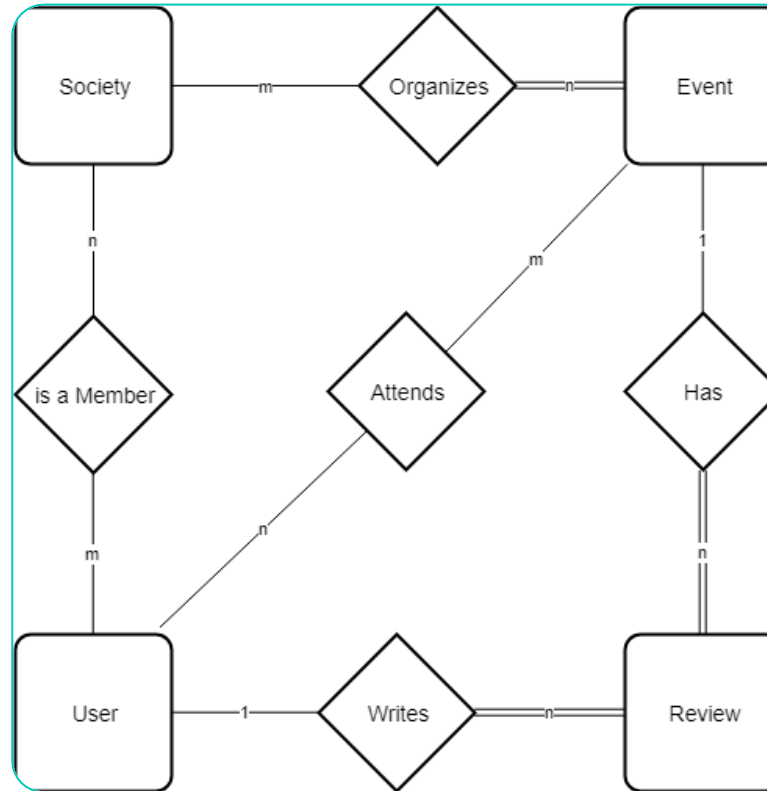 Society
m
Organizes
n
Event
n
m
1
is a Member
Attends
Has
m
n
n
User
1
Writes
n
Review